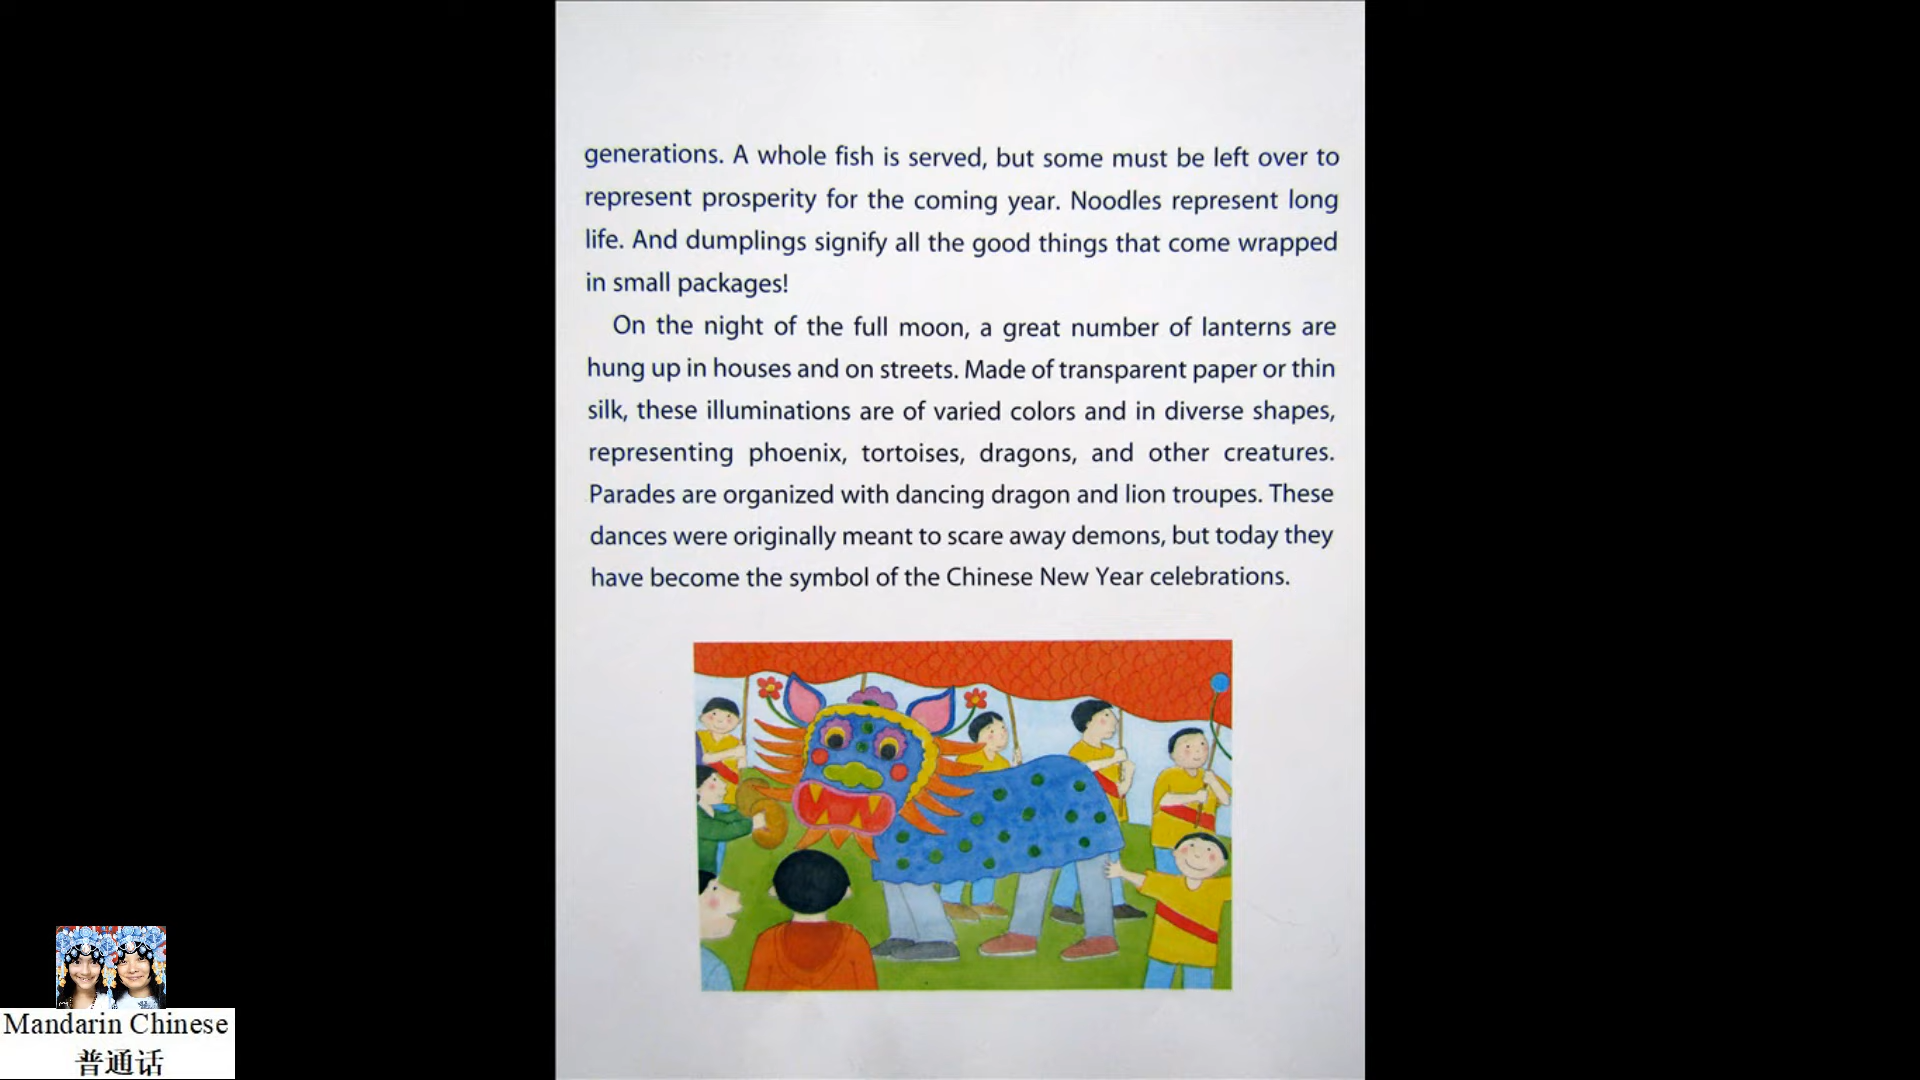 generations. A whole fish is served, but some must be left over to
represent prosperity for the coming year. Noodles represent long
life. And dumplings signify all the good things that come wrapped
in small packages!
On the night of the full moon, a great number of lanterns are
hung up in houses and on streets. Made of transparent paper or thin
silk, these illuminations are of varied colors and in diverse shapes,
representing phoenix, tortoises, dragons, and other creatures.
Parades are organized with dancing dragon and lion troupes. These
dances were originally meant to scare away demons, but today they
have become the symbol of the Chinese New Year celebrations.
Mandarin Chinese
普通话